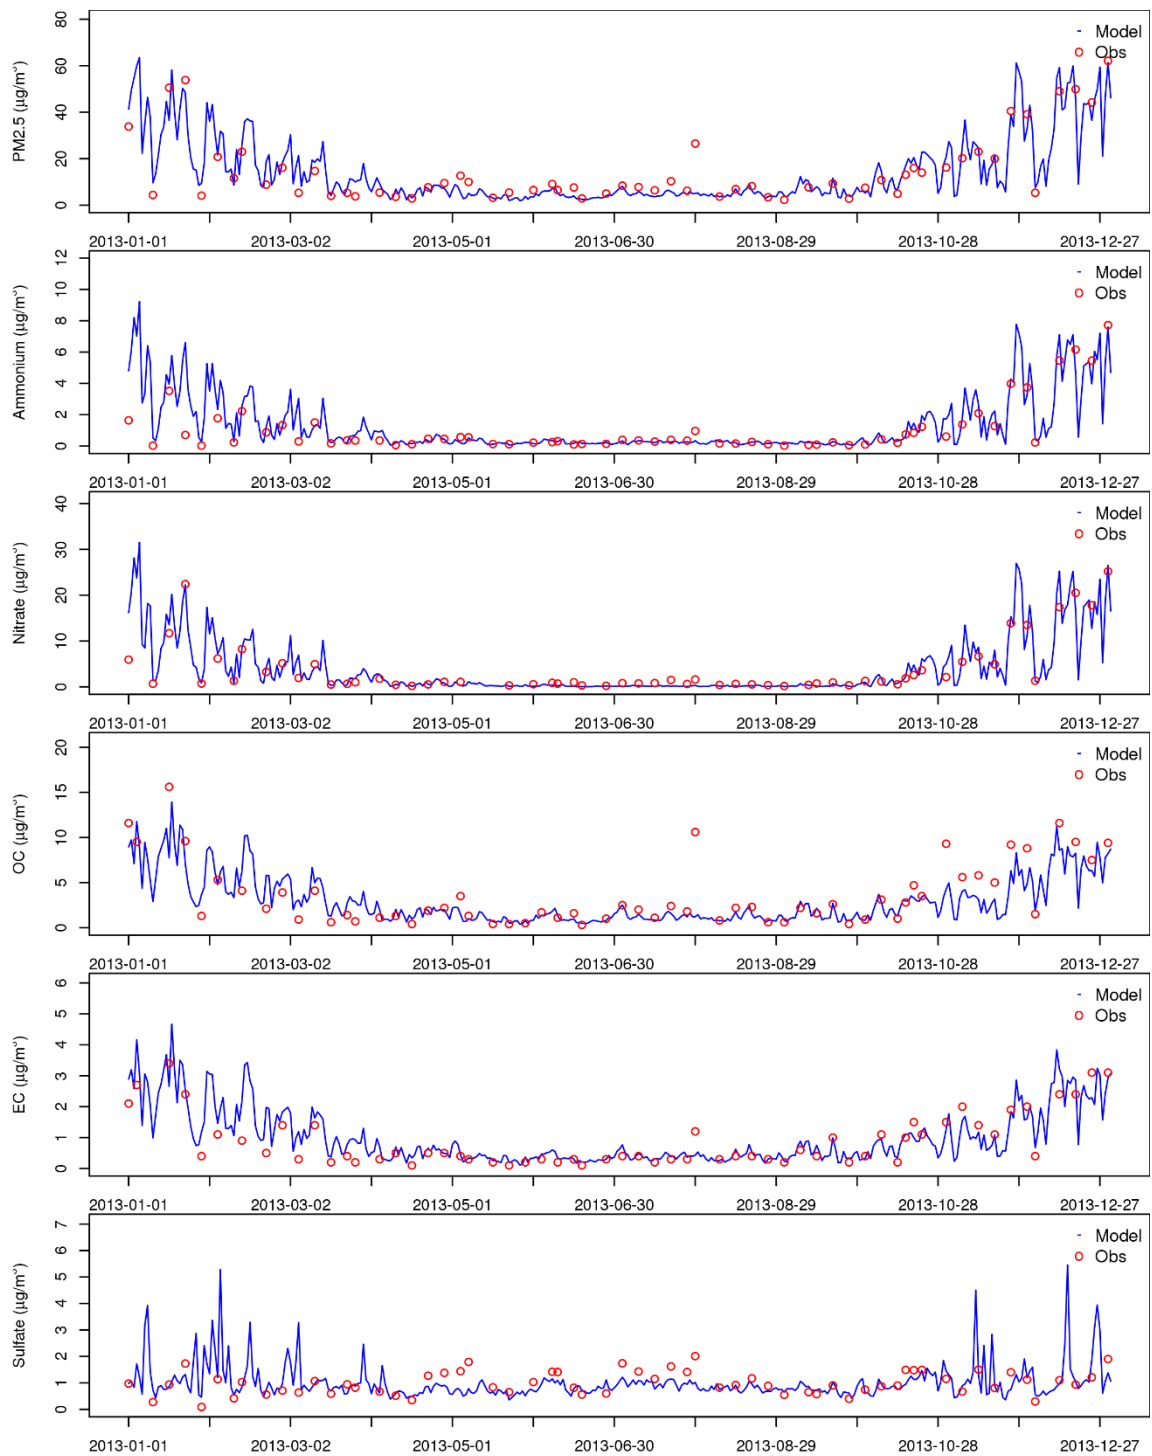 PM2.5 (μg/m³)
0 20 40 60 80
Model
Obs
2013-01-01 2013-03-02 2013-05-01 2013-06-30 2013-08-29 2013-10-28 2013-12-27
Ammonium (μg/m³)
0 2 4 6 8 10 12
Model
Obs
2013-01-01 2013-03-02 2013-05-01 2013-06-30 2013-08-29 2013-10-28 2013-12-27
Nitrate (μg/m³)
0 10 20 30 40
Model
Obs
2013-01-01 2013-03-02 2013-05-01 2013-06-30 2013-08-29 2013-10-28 2013-12-27
OC (μg/m³)
0 5 10 15 20
Model
Obs
2013-01-01 2013-03-02 2013-05-01 2013-06-30 2013-08-29 2013-10-28 2013-12-27
EC (μg/m³)
0 1 2 3 4 5 6
Model
Obs
2013-01-01 2013-03-02 2013-05-01 2013-06-30 2013-08-29 2013-10-28 2013-12-27
Sulfate (μg/m³)
0 1 2 3 4 5 6 7
Model
Obs
2013-01-01 2013-03-02 2013-05-01 2013-06-30 2013-08-29 2013-10-28 2013-12-27